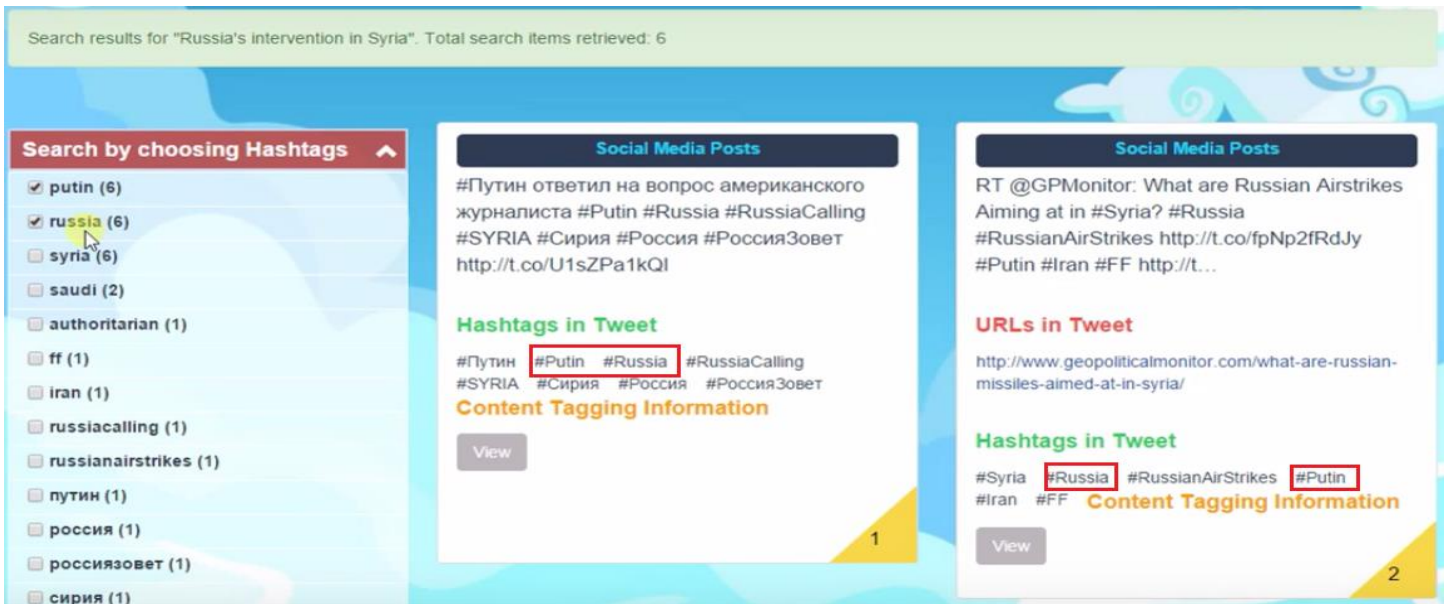 Search results for "Russia's intervention in Syria". Total search items retrieved: 6
Search by choosing Hashtags
putin (6)
russia (6)
syria (6)
saudi (2)
authoritarian (1)
ff (1)
iran (1)
russiacalling (1)
russianairstrikes (1)
путин (1)
россия (1)
россиязовет (1)
сирия (1)
Social Media Posts
#Путин ответил на вопрос американского
журналиста #Putin #Russia #RussiaCalling
#SYRIA #Сирия #Россия #РоссияЗовет
http://t.co/U1sZPa1kQI
Hashtags in Tweet
#Путин #Putin #Russia #RussiaCalling
#SYRIA #Сирия #Россия #РоссияЗовет
Content Tagging Information
View
1
Social Media Posts
RT @GPMonitor: What are Russian Airstrikes
Aiming at in #Syria? #Russia
#RussianAirStrikes http://t.co/fpNp2fRdJy
#Putin #Iran #FF http://t...
URLs in Tweet
http://www.geopoliticalmonitor.com/what-are-russian-
missiles-aimed-at-in-syria/
Hashtags in Tweet
#Syria #Russia #RussianAirStrikes #Putin
#Iran #FF Content Tagging Information
View
2